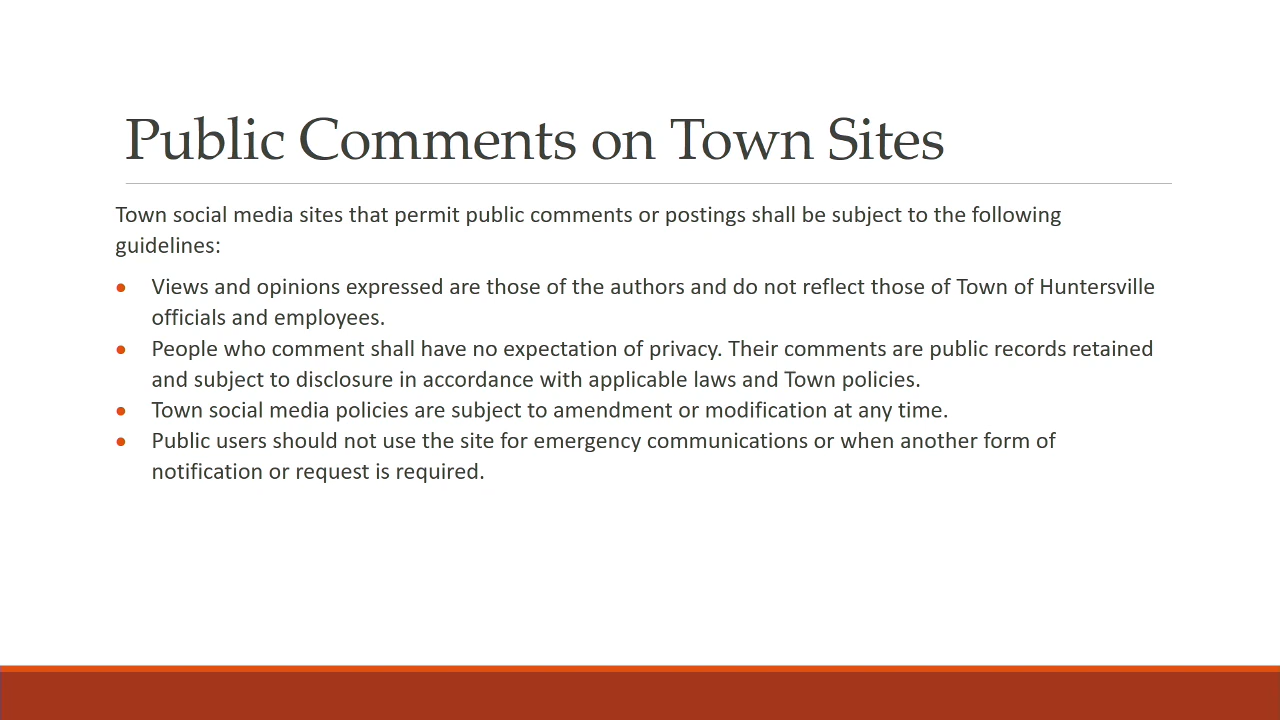 Public Comments on Town Sites
Town social media sites that permit public comments or postings shall be subject to the following
guidelines:
• Views and opinions expressed are those of the authors and do not reflect those of Town of Huntersville
officials and employees.
• People who comment shall have no expectation of privacy. Their comments are public records retained
and subject to disclosure in accordance with applicable laws and Town policies.
• Town social media policies are subject to amendment or modification at any time.
• Public users should not use the site for emergency communications or when another form of
notification or request is required.